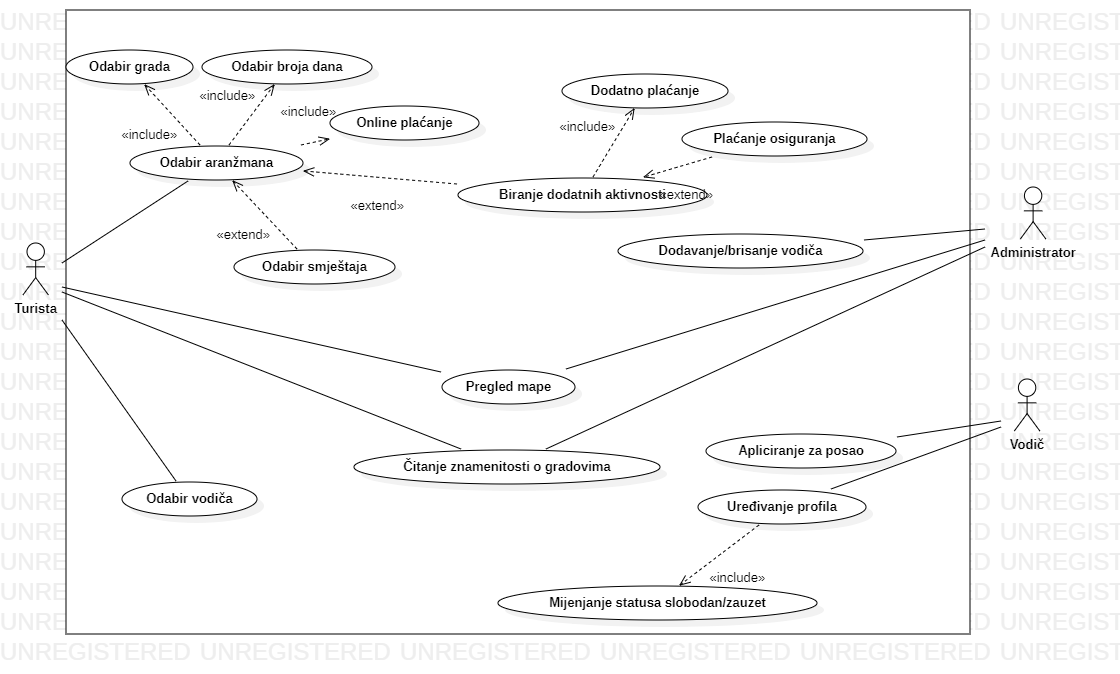 Odabir grada
Odabir broja dana
«include»
Dodatno plaćanje
«include»
Online plaćanje
«include»
«include»
Plaćanje osiguranja
Odabir aranžmana
Biranje dodatnih aktivnosti
«extend»
«extend»
«extend»
Dodavanje/brisanje vodiča
Administrator
Odabir smještaja
Turista
Pregled mape
Vodič
Apliciranje za posao
Čitanje znamenitosti o gradovima
Odabir vodiča
Uređivanje profila
«include»
Mijenjanje statusa slobodan/zauzet
UNREGISTERED UNREGISTERED UNREGISTERED UNREGISTERED UNREGISTERED UNREGIST